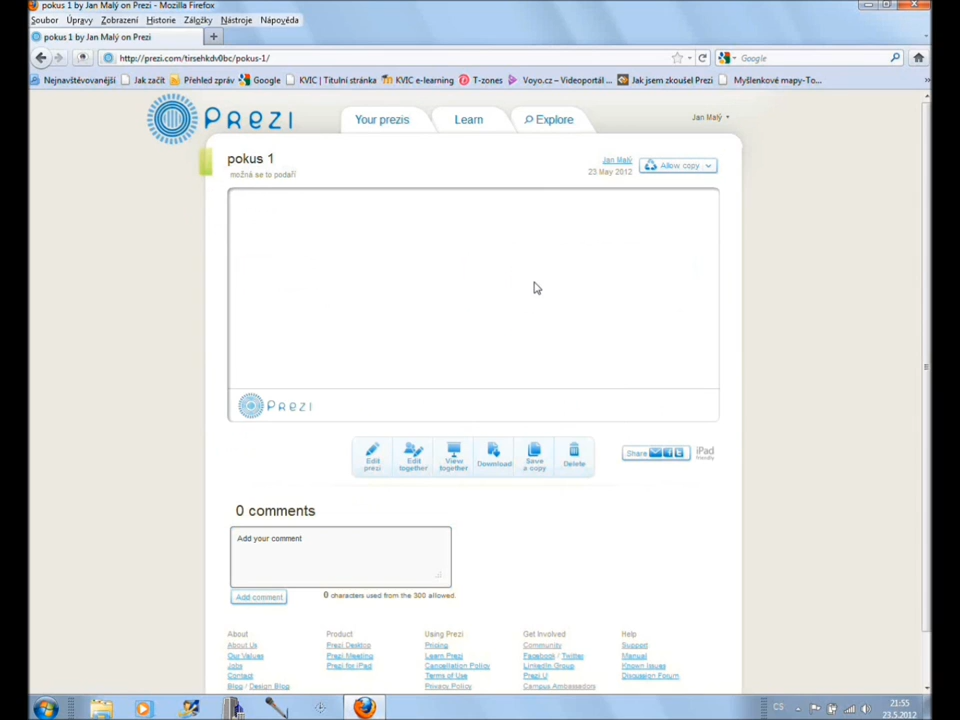 pokus 1 by Jan Malý on Prezi - Mozilla Firefox
Soubor Úpravy Zobrazení Historie Záložky Nástroje Nápověda
pokus 1 by Jan Malý on Prezi
http://prezi.com/tirsehkdv0bc/pokus-1/
Google
Nejnavštěvovanější Jak začít Přehled zpráv Google KVIC | Titulní stránka KVIC e-learning T-zones Voyo.cz – Videoportál ... Jak jsem zkoušel Prezi Myšlenkové mapy-To...
Prezi Your prezis Learn Explore Jan Malý
pokus 1
možná se to podaří
Jan Malý
23 May 2012
Allow copy
Prezi
Edit prezi
Edit together
View together
Download
Save a copy
Delete
Share
iPad friendly
0 comments
Add your comment
Add comment
0 characters used from the 300 allowed.
About Product Using Prezi Get Involved Help
About Us Prezi Desktop Pricing Community Support
Our Values Prezi Meeting Learn Prezi Facebook / Twitter Manual
Jobs Prezi for iPad Cancellation Policy LinkedIn Group Known Issues
Contact Terms of Use Prezi U Discussion Forum
Blog / Design Blog Privacy Policy Campus Ambassadors
CS
21:55
23.5.2012